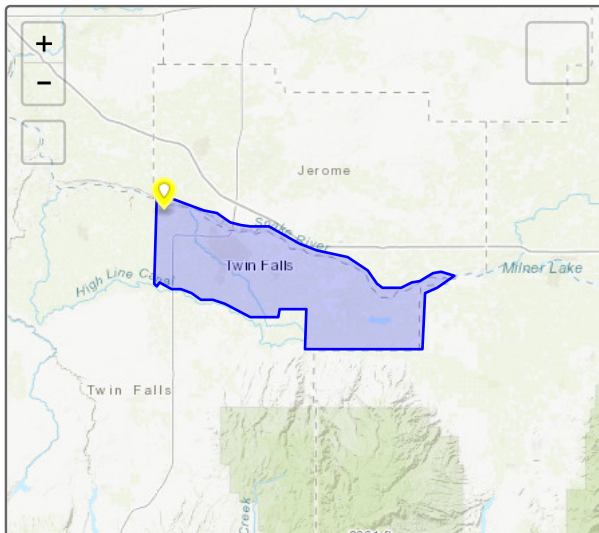 +
−
Jerome
Snake River
Twin Falls
High Line Canal
Milner Lake
Twin Falls
Creek